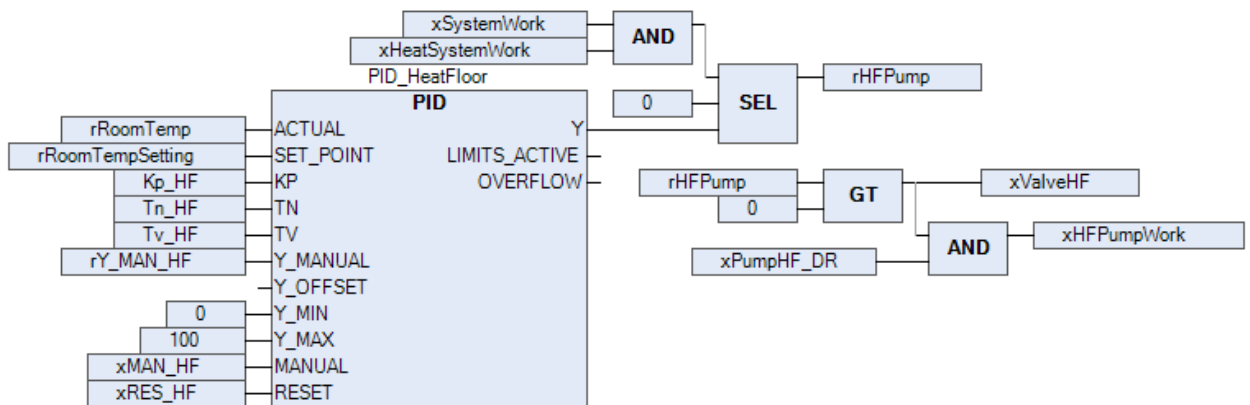 xSystemWork
AND
xHeatSystemWork
PID_HeatFloor
rHFPump
PID
0
SEL
rRoomTemp ACTUAL Y
rRoomTempSetting SET_POINT LIMITS_ACTIVE
Kp_HF KP OVERFLOW
rHFPump
GT
xValveHF
Tn_HF TN
0
Tv_HF TV
xHFPumpWork
AND
rY_MAN_HF Y_MANUAL
xPumpHF_DR
Y_OFFSET
0 Y_MIN
100 Y_MAX
xMAN_HF MANUAL
xRES_HF RESET